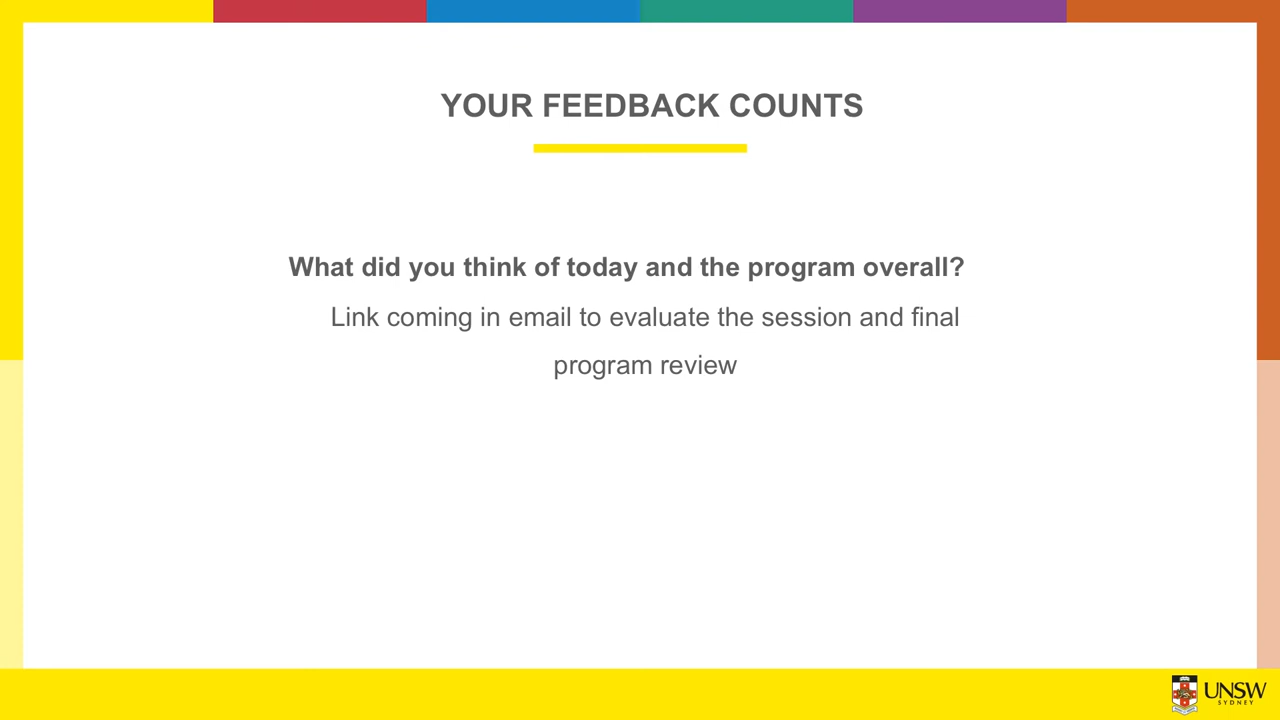 YOUR FEEDBACK COUNTS
What did you think of today and the program overall?
Link coming in email to evaluate the session and final
program review
UNSW
SYDNEY